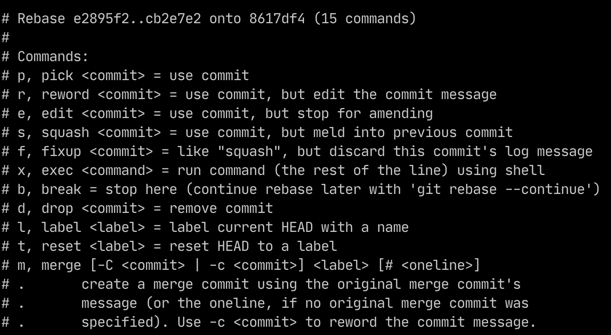 # Rebase e2895f2..cb2e7e2 onto 8617df4 (15 commands)
#
# Commands:
# p, pick <commit> = use commit
# r, reword <commit> = use commit, but edit the commit message
# e, edit <commit> = use commit, but stop for amending
# s, squash <commit> = use commit, but meld into previous commit
# f, fixup <commit> = like "squash", but discard this commit's log message
# x, exec <command> = run command (the rest of the line) using shell
# b, break = stop here (continue rebase later with 'git rebase --continue')
# d, drop <commit> = remove commit
# l, label <label> = label current HEAD with a name
# t, reset <label> = reset HEAD to a label
# m, merge [-C <commit> | -c <commit>] <label> [# <oneline>]
# .       create a merge commit using the original merge commit's
# .       message (or the oneline, if no original merge commit was
# .       specified). Use -c <commit> to reword the commit message.